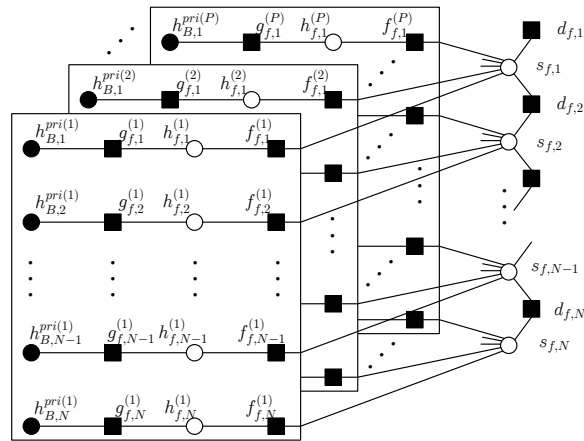 h_{B,1}^{pri(P)} g_{f,1}^{(P)} h_{f,1}^{(P)} f_{f,1}^{(P)} d_{f,1}
s_{f,1}
h_{B,1}^{pri(2)} g_{f,1}^{(2)} h_{f,1}^{(2)} f_{f,1}^{(2)} d_{f,2}
h_{B,1}^{pri(1)} g_{f,1}^{(1)} h_{f,1}^{(1)} f_{f,1}^{(1)} s_{f,2}
h_{B,2}^{pri(1)} g_{f,2}^{(1)} h_{f,2}^{(1)} f_{f,2}^{(1)}
s_{f,N-1}
d_{f,N}
h_{B,N-1}^{pri(1)} g_{f,N-1}^{(1)} h_{f,N-1}^{(1)} f_{f,N-1}^{(1)} s_{f,N}
h_{B,N}^{pri(1)} g_{f,N}^{(1)} h_{f,N}^{(1)} f_{f,N}^{(1)}